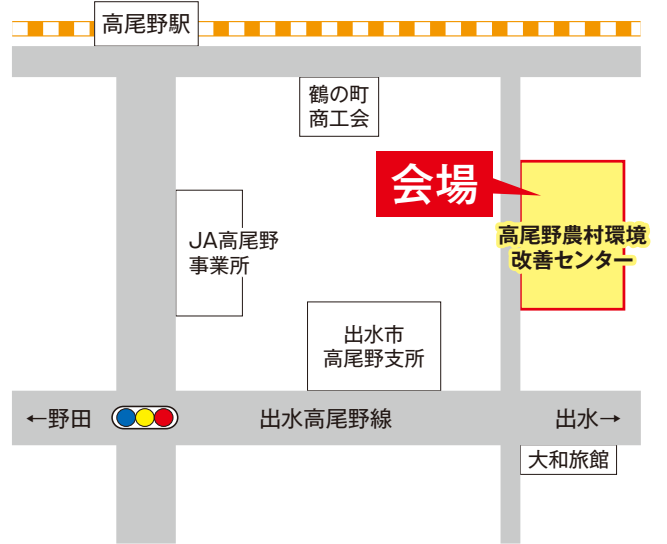 高尾野駅
鶴の町
商工会
会場
高尾野農村環境
改善センター
JA高尾野
事業所
出水市
高尾野支所
←野田
出水高尾野線
出水→
大和旅館